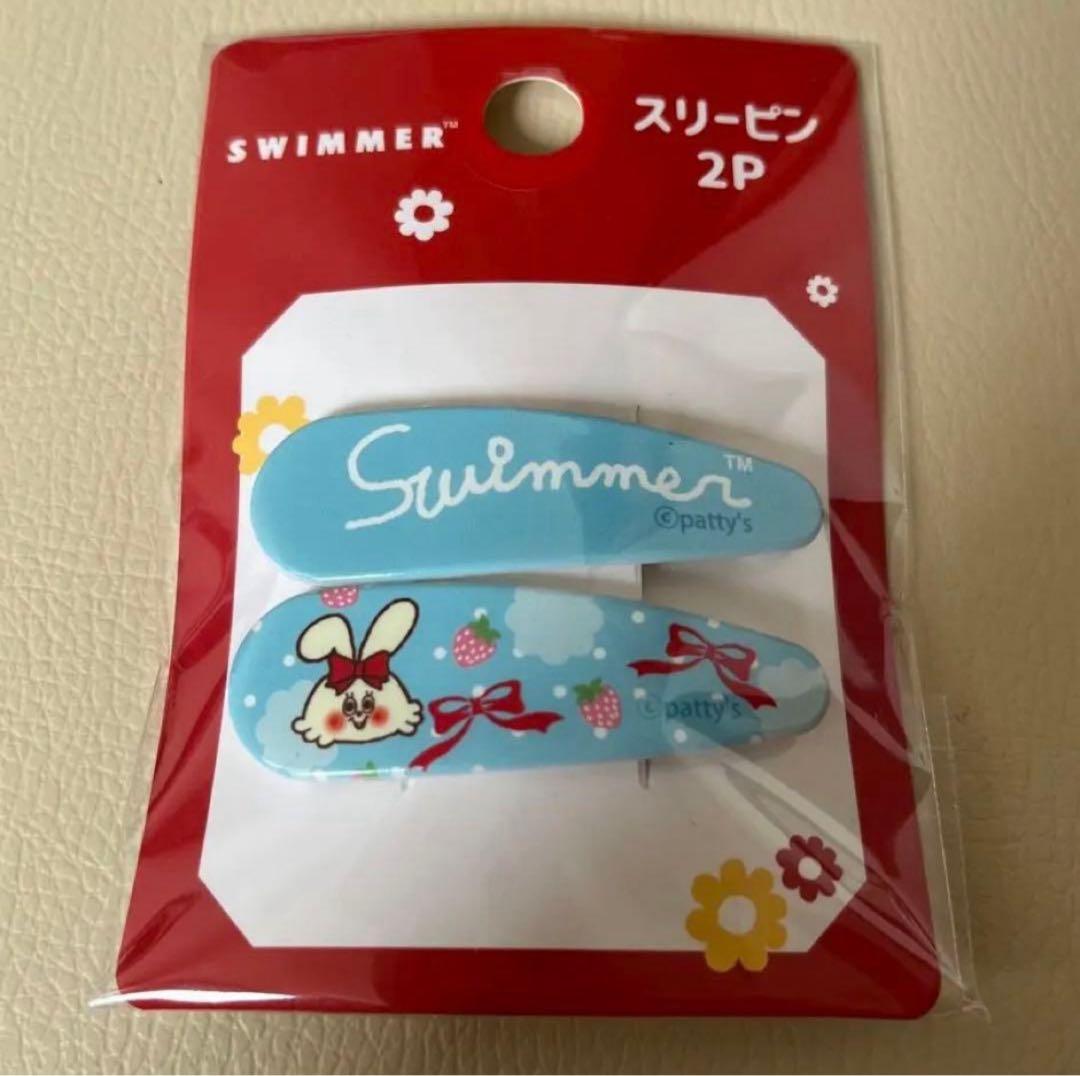 SWIMMER™
スリーピン
2P
Swimmer™
©patty's
©patty's